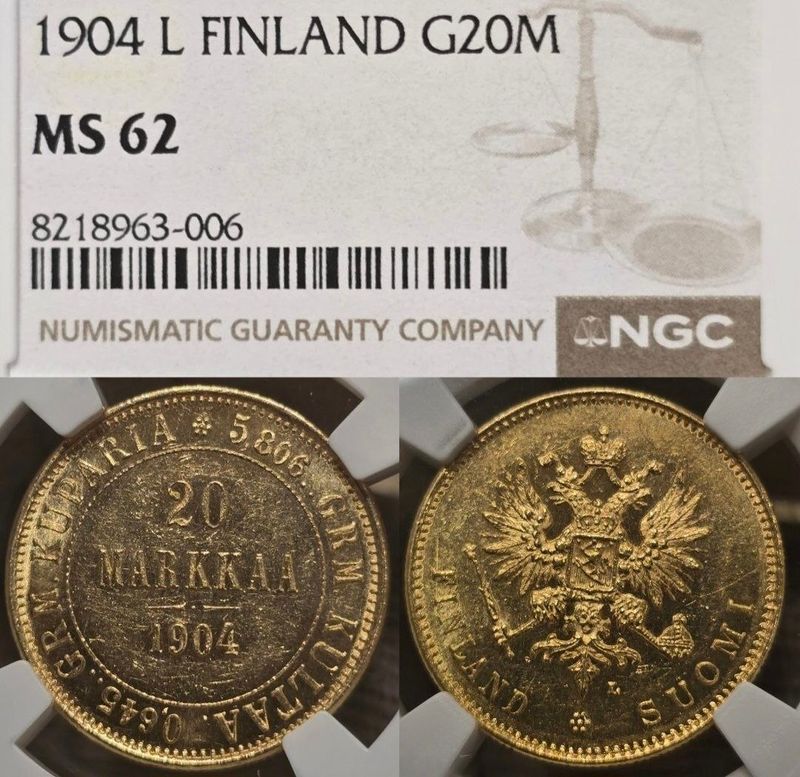 1904 L FINLAND G20M
MS 62
8218963-006
NUMISMATIC GUARANTY COMPANY
NGC
5,806.. GRM. KULTAA.
0,645.. GRM. KUPARIA
20
MARKKAA
1904
FINLAND
L
SUOMI